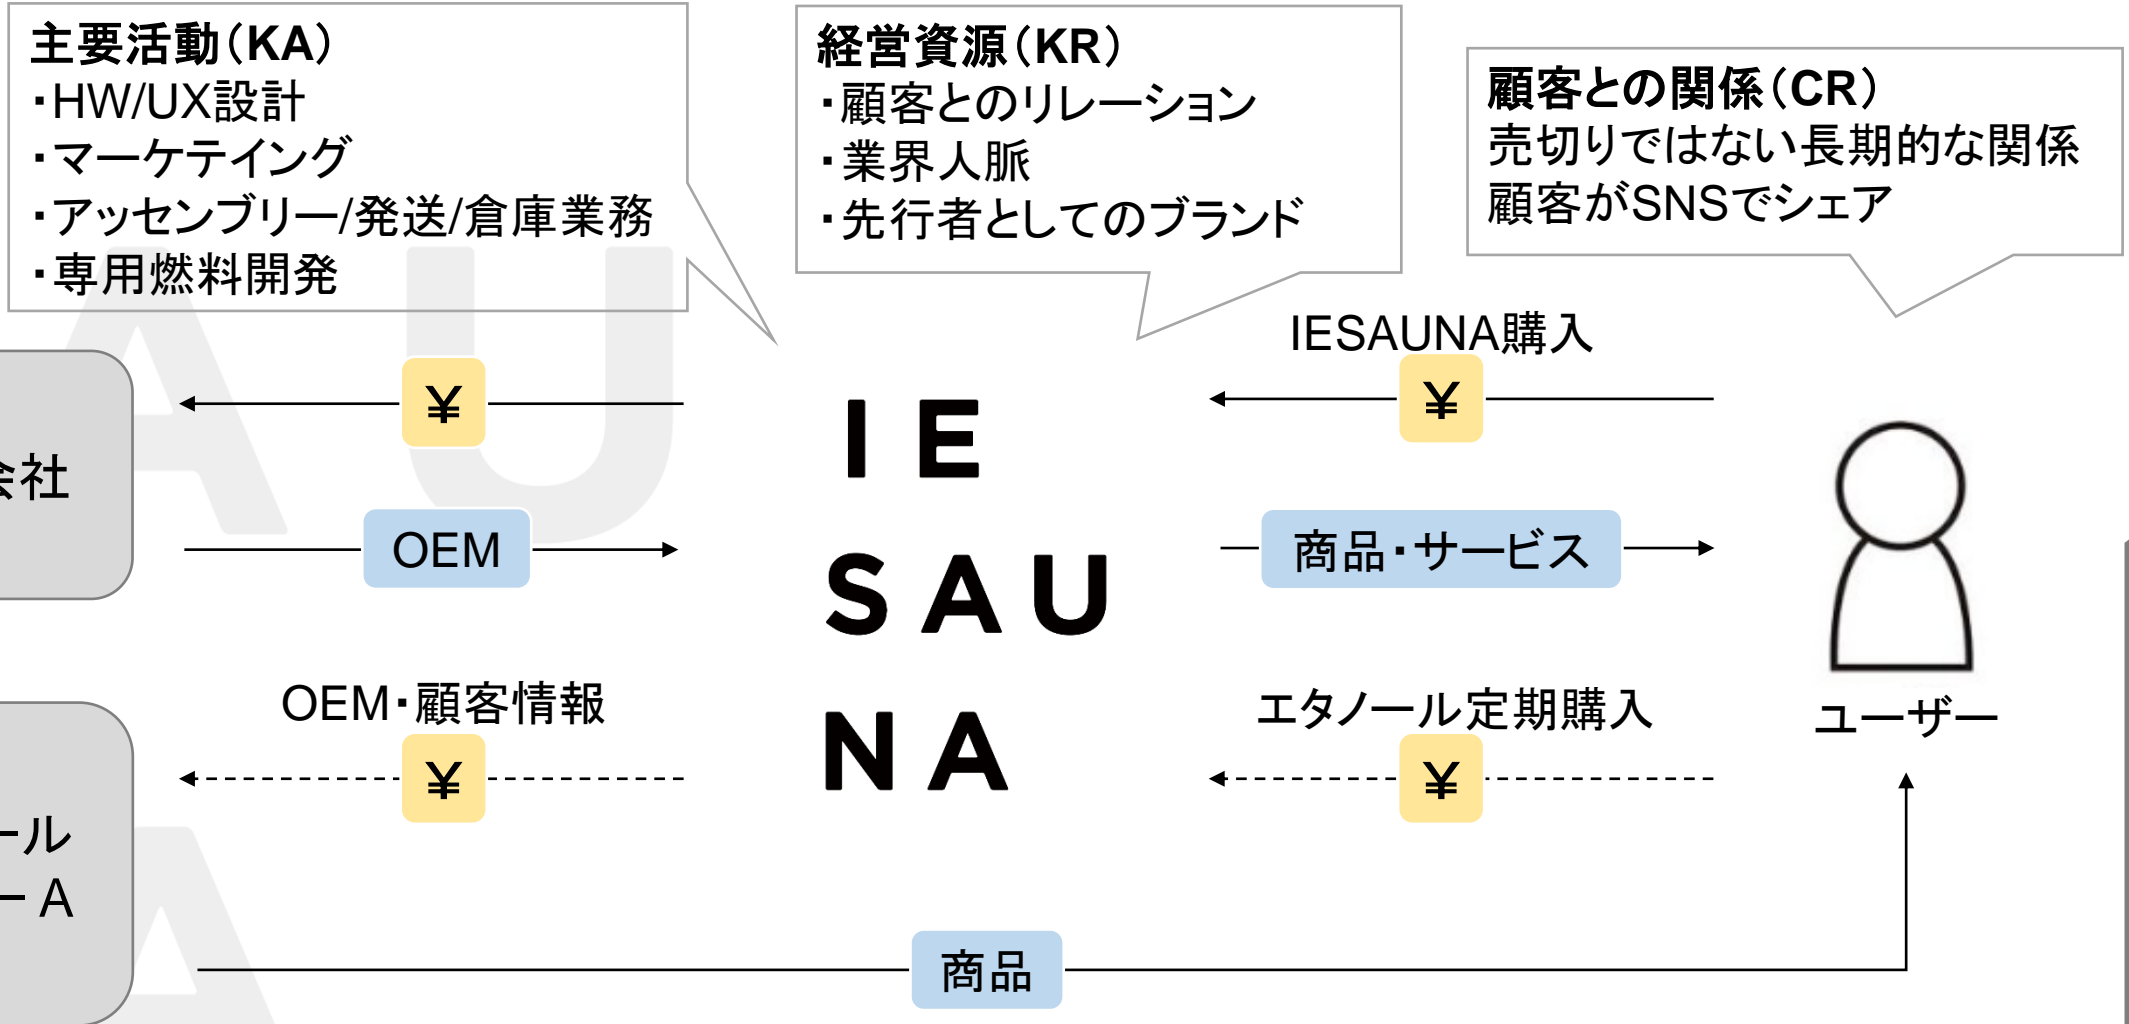 主要活動（KA）
・HW/UX設計
・マーケテイング
・アッセンブリー/発送/倉庫業務
・専用燃料開発
経営資源（KR）
・顧客とのリレーション
・業界人脈
・先行者としてのブランド
顧客との関係（CR）
売切りではない長期的な関係
顧客がSNSでシェア
IESAUNA購入
¥
¥
会社
OEM
IE
SAU
NA
商品・サービス
OEM・顧客情報
¥
エタノール定期購入
¥
ユーザー
ール
ー A
商品
A U
A